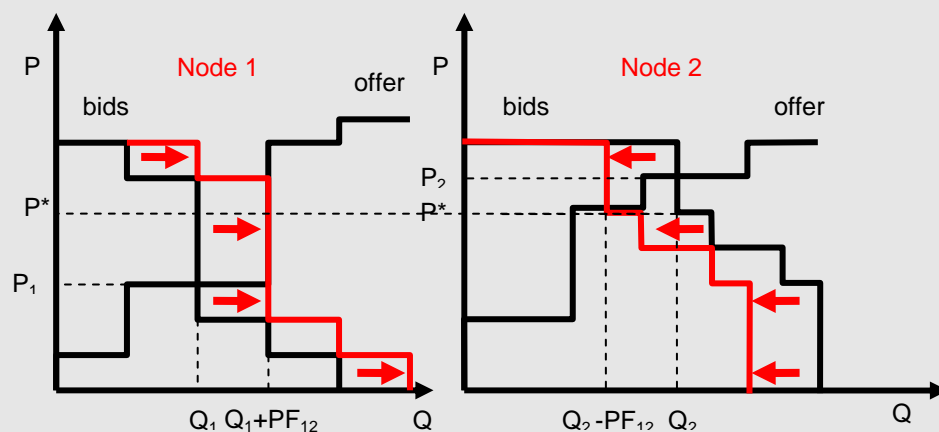 P
Node 1
offer
bids
P*
P₁
Q₁ Q₁+PF₁₂
Q
P
Node 2
bids
offer
P₂
P*
Q₂-PF₁₂ Q₂
Q